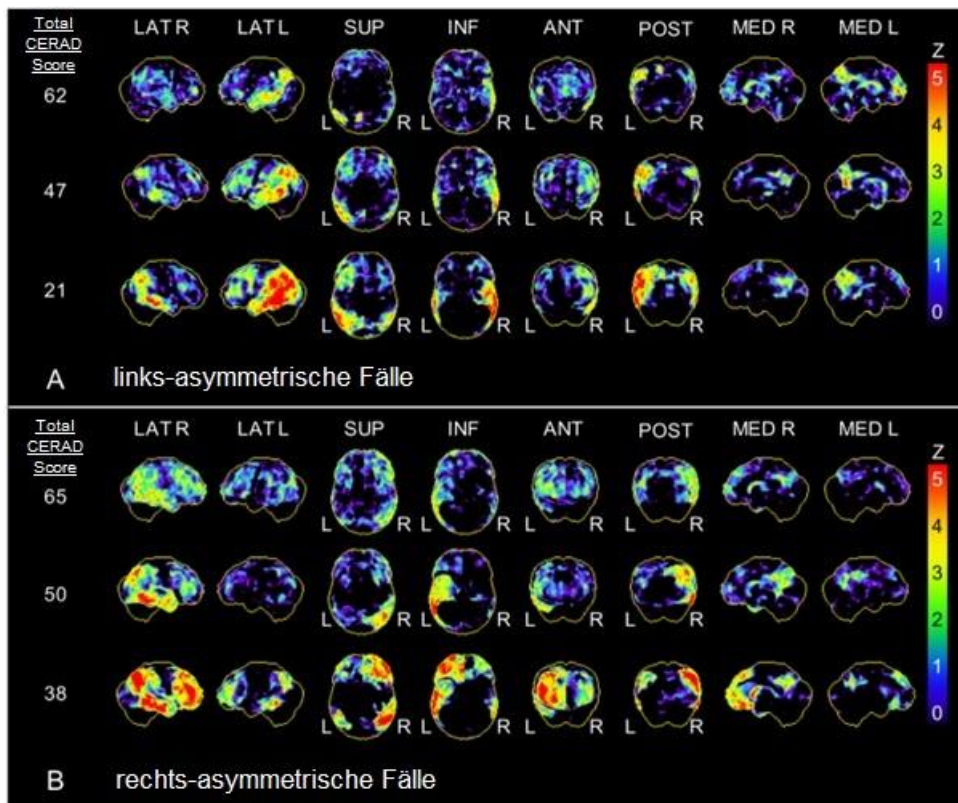 Total
CERAD
Score
LAT R LAT L SUP INF ANT POST MED R MED L
Z
62
L R L R L R L R
5
4
47
L R L R L R L R
3
2
21
L R L R L R L R
1
0
A links-asymmetrische Fälle
Total
CERAD
Score
LAT R LAT L SUP INF ANT POST MED R MED L
Z
65
L R L R L R L R
5
4
50
L R L R L R L R
3
2
38
L R L R L R L R
1
0
B rechts-asymmetrische Fälle